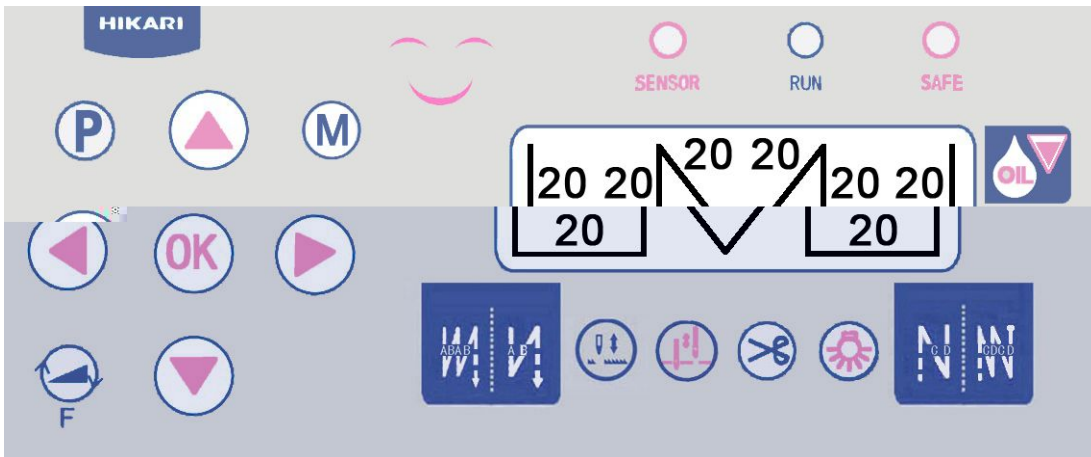 HIKARI
SENSOR RUN SAFE
P M
20 20 20 20 20 20
OIL
20 20
OK
ABAB A B C D CDCD
F